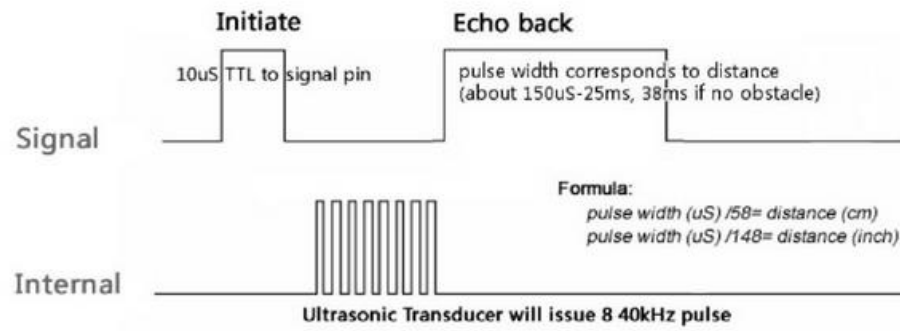 Initiate
Echo back
10uS TTL to signal pin
pulse width corresponds to distance
(about 150uS-25ms, 38ms if no obstacle)
Signal
Formula:
pulse width (uS) /58= distance (cm)
pulse width (uS) /148= distance (inch)
Internal
Ultrasonic Transducer will issue 8 40kHz pulse